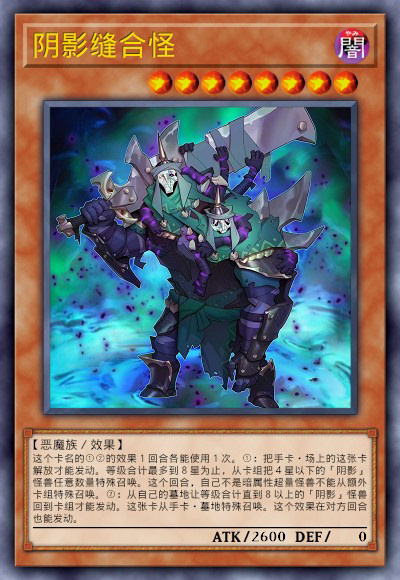 阴影缝合怪
やみ
闇
【恶魔族/效果】
这个卡名的①②的效果1回合各能使用1次。①:把手卡·场上的这张卡
解放才能发动。等级合计最多到8星为止，从卡组把4星以下的「阴影」
怪兽任意数量特殊召唤。这个回合，自己不是暗属性超量怪兽不能从额外
卡组特殊召唤。②:从自己的墓地让等级合计直到8以上的「阴影」怪兽
回到卡组才能发动。这张卡从手卡·墓地特殊召唤。这个效果在对方回合
也能发动。
ATK/2600 DEF/ 0